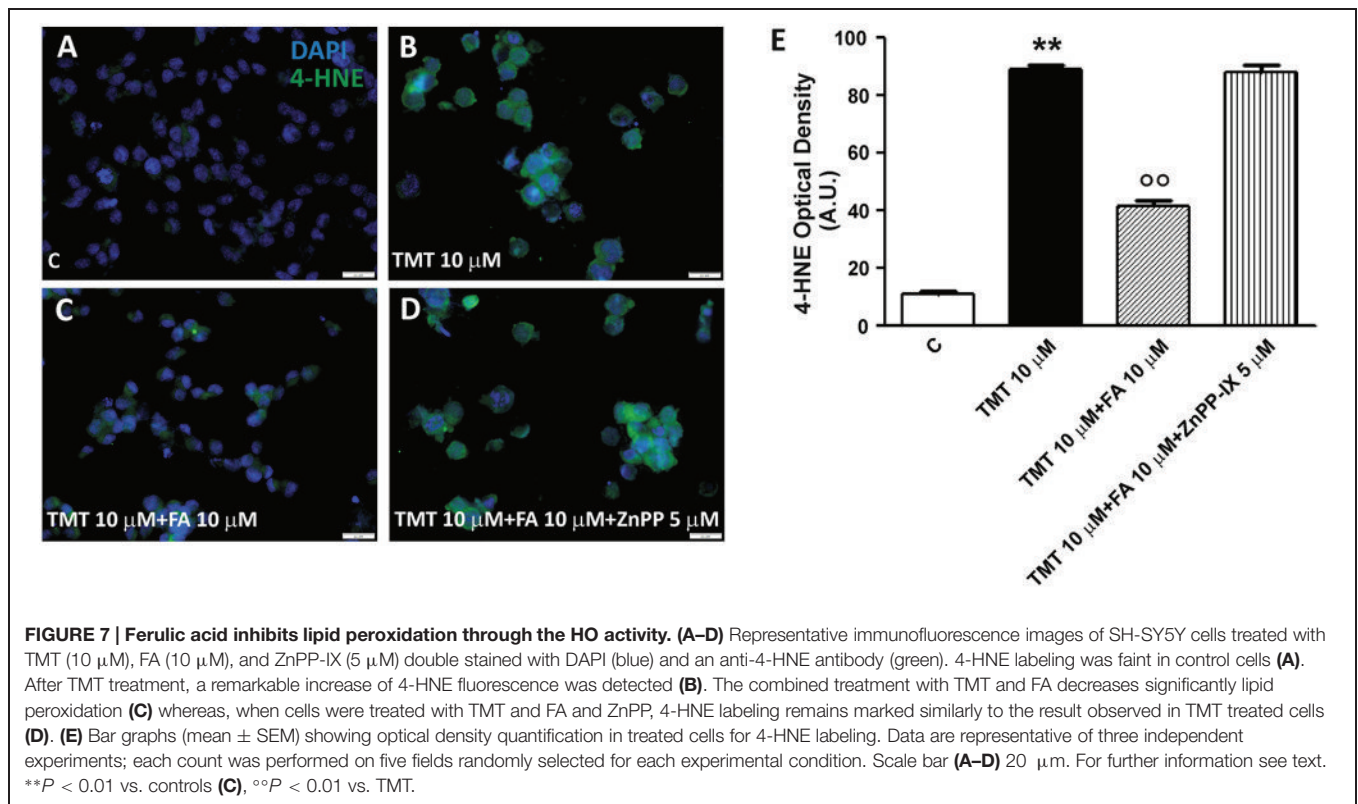 A
DAPI
4-HNE
C
B
TMT 10 μM
C
TMT 10 μM+FA 10 μM
D
TMT 10 μM+FA 10 μM+ZnPP 5 μM
E
4-HNE Optical Density
(A.U.)
100
80
60
40
20
0
**
°°
C
TMT 10 μM
TMT 10 μM+FA 10 μM
TMT 10 μM+FA 10 μM+ZnPP-IX 5 μM
FIGURE 7 | Ferulic acid inhibits lipid peroxidation through the HO activity. (A–D) Representative immunofluorescence images of SH-SY5Y cells treated with
TMT (10 μM), FA (10 μM), and ZnPP-IX (5 μM) double stained with DAPI (blue) and an anti-4-HNE antibody (green). 4-HNE labeling was faint in control cells (A).
After TMT treatment, a remarkable increase of 4-HNE fluorescence was detected (B). The combined treatment with TMT and FA decreases significantly lipid
peroxidation (C) whereas, when cells were treated with TMT and FA and ZnPP, 4-HNE labeling remains marked similarly to the result observed in TMT treated cells
(D). (E) Bar graphs (mean ± SEM) showing optical density quantification in treated cells for 4-HNE labeling. Data are representative of three independent
experiments; each count was performed on five fields randomly selected for each experimental condition. Scale bar (A–D) 20 μm. For further information see text.
**P < 0.01 vs. controls (C), °°P < 0.01 vs. TMT.